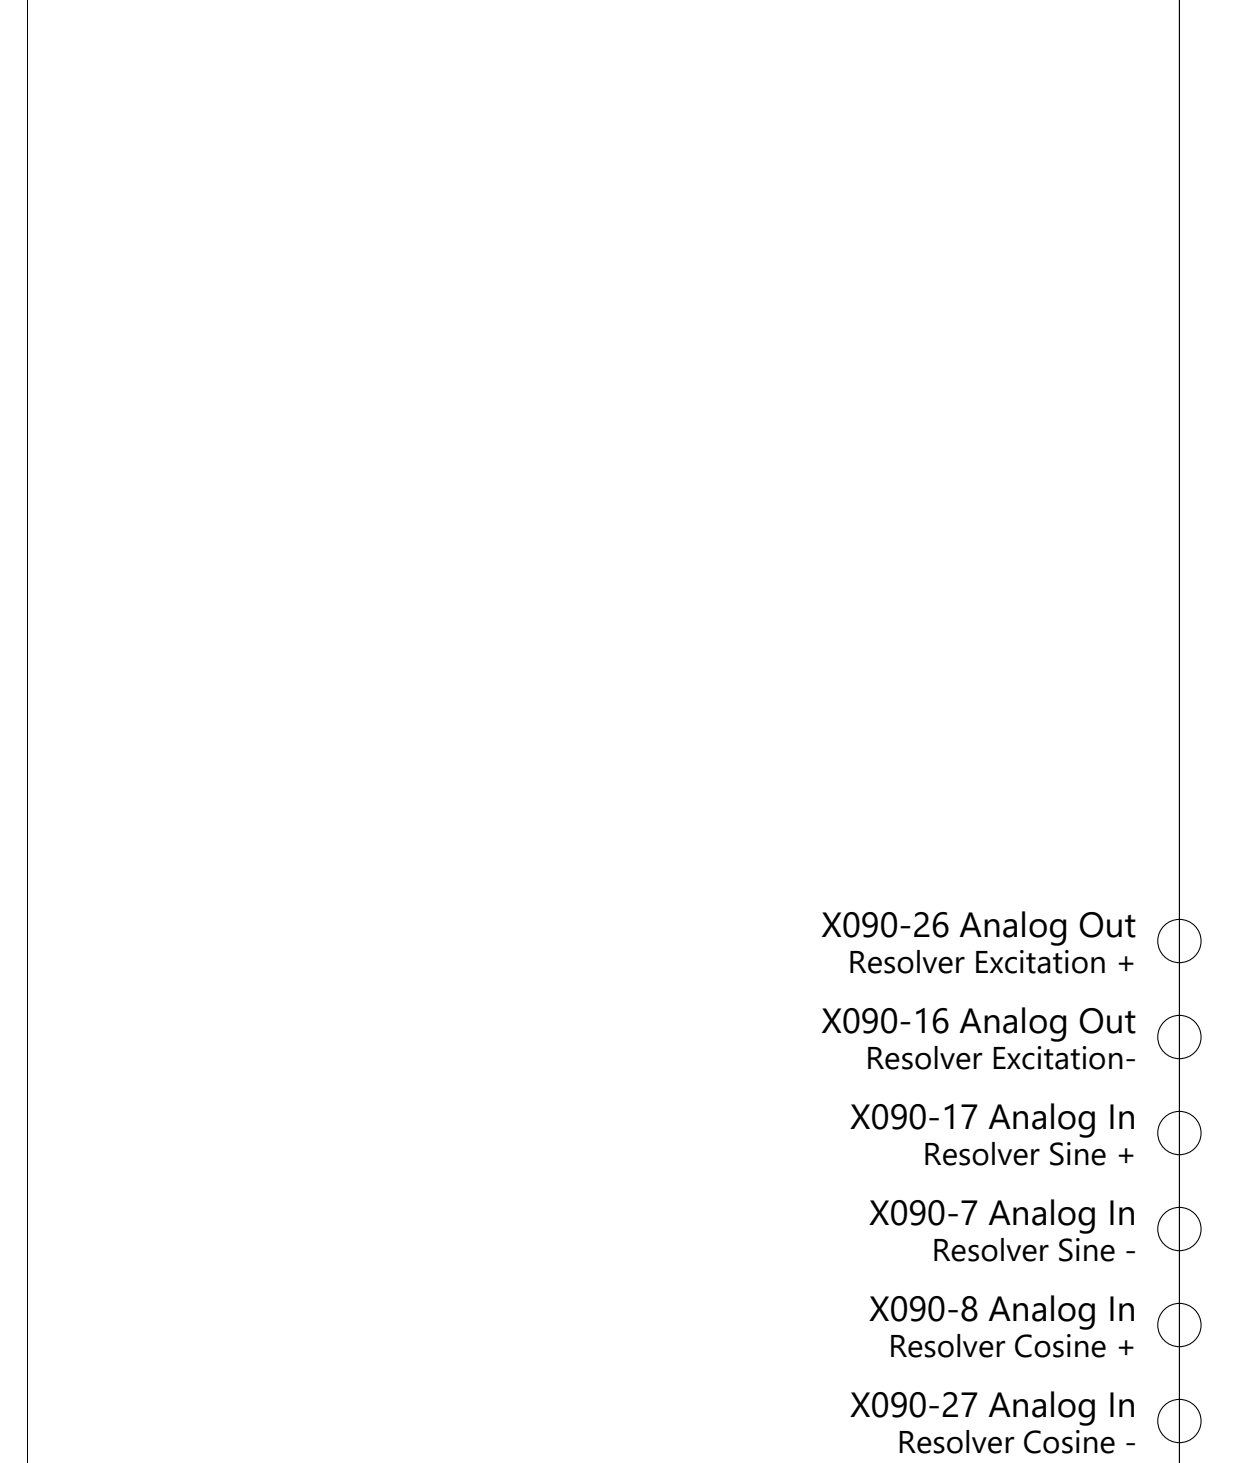 X090-26 Analog Out
Resolver Excitation +
X090-16 Analog Out
Resolver Excitation-
X090-17 Analog In
Resolver Sine +
X090-7 Analog In
Resolver Sine -
X090-8 Analog In
Resolver Cosine +
X090-27 Analog In
Resolver Cosine -